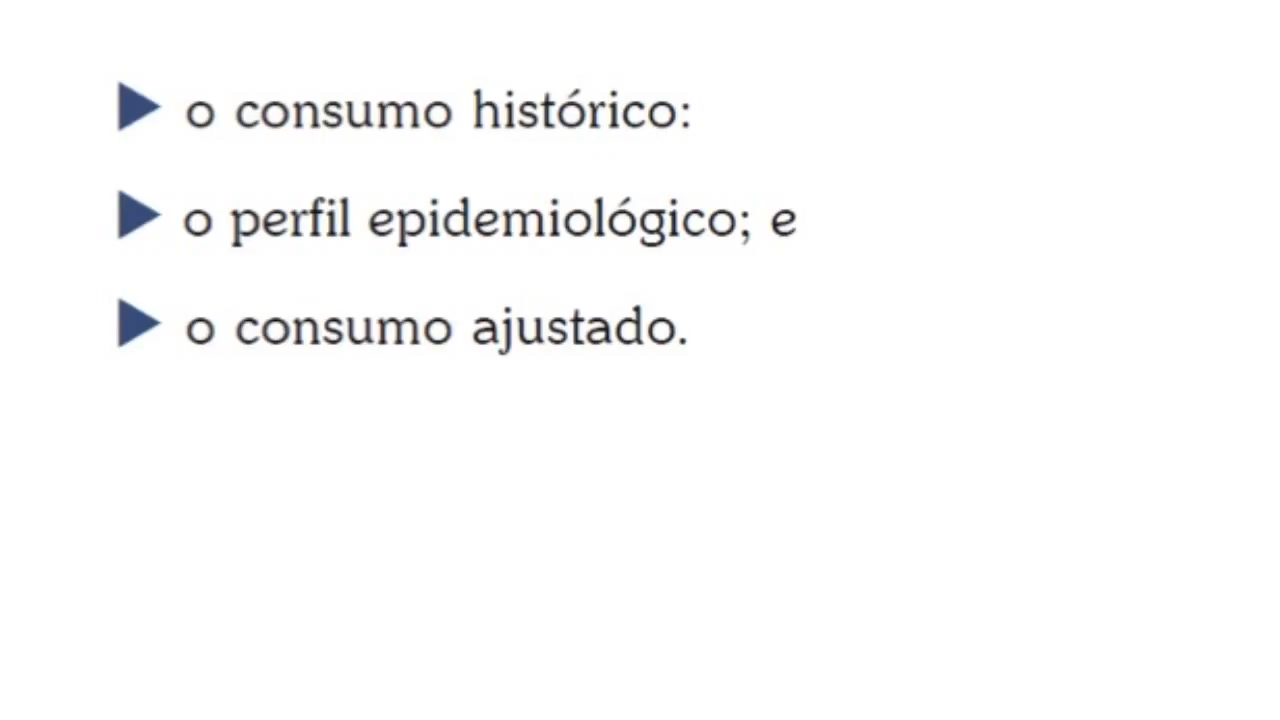 o consumo histórico:
o perfil epidemiológico; e
o consumo ajustado.